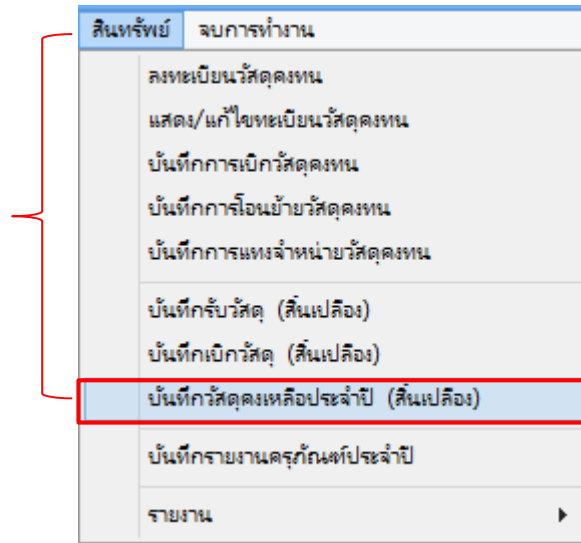 สินทรัพย์ จบการทำงาน
ลงทะเบียนวัสดุคงทน
แสดง/แก้ไขทะเบียนวัสดุคงทน
บันทึกการเบิกวัสดุคงทน
บันทึกการโอนย้ายวัสดุคงทน
บันทึกการแทงจำหน่ายวัสดุคงทน
บันทึกรับวัสดุ (สิ้นเปลือง)
บันทึกเบิกวัสดุ (สิ้นเปลือง)
บันทึกวัสดุคงเหลือประจำปี (สิ้นเปลือง)
บันทึกรายงานครุภัณฑ์ประจำปี
รายงาน